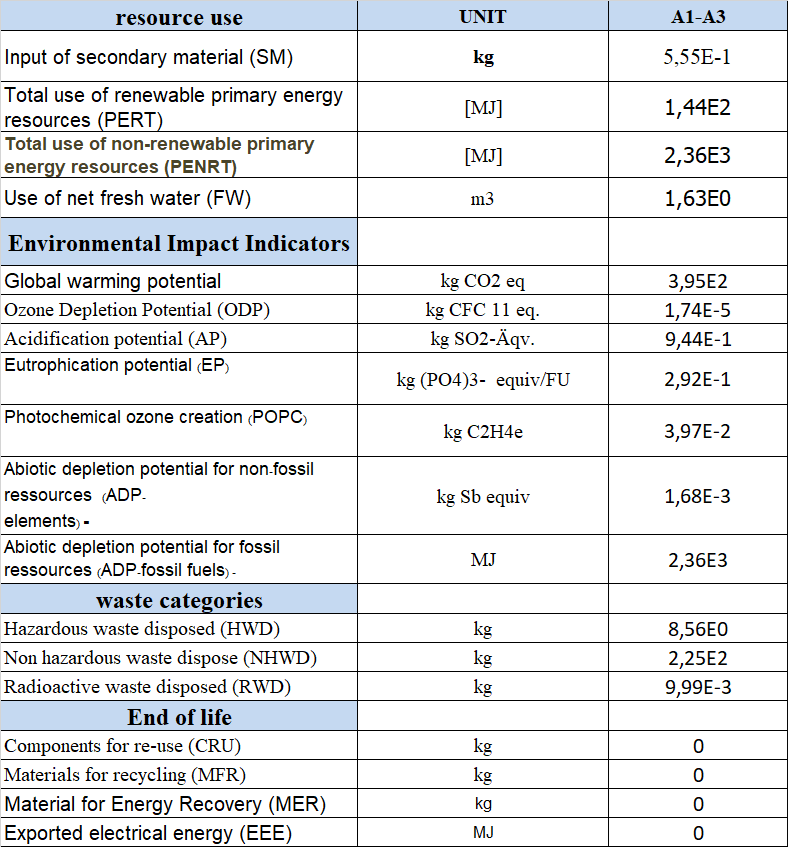 resource use UNIT A1-A3
Input of secondary material (SM) kg 5,55E-1
Total use of renewable primary energy
resources (PERT) [MJ] 1,44E2
Total use of non-renewable primary
energy resources (PENRT) [MJ] 2,36E3
Use of net fresh water (FW) m3 1,63E0
Environmental Impact Indicators
Global warming potential kg CO2 eq 3,95E2
Ozone Depletion Potential (ODP) kg CFC 11 eq. 1,74E-5
Acidification potential (AP) kg SO2-Äqv. 9,44E-1
Eutrophication potential (EP)
kg (PO4)3- equiv/FU 2,92E-1
Photochemical ozone creation (POPC)
kg C2H4e 3,97E-2
Abiotic depletion potential for non-fossil
ressources (ADP- kg Sb equiv 1,68E-3
elements) -
Abiotic depletion potential for fossil
ressources (ADP-fossil fuels) - MJ 2,36E3
waste categories
Hazardous waste disposed (HWD) kg 8,56E0
Non hazardous waste dispose (NHWD) kg 2,25E2
Radioactive waste disposed (RWD) kg 9,99E-3
End of life
Components for re-use (CRU) kg 0
Materials for recycling (MFR) kg 0
Material for Energy Recovery (MER) kg 0
Exported electrical energy (EEE) MJ 0